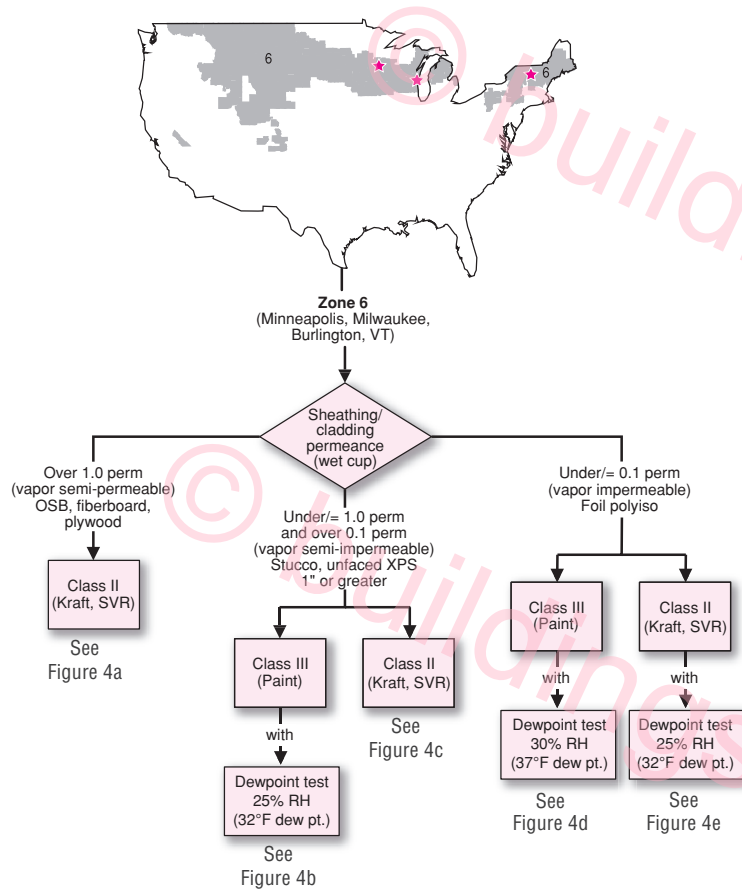 6
6
© buildings
Zone 6
(Minneapolis, Milwaukee,
Burlington, VT)
Sheathing/
cladding
permeance
(wet cup)
Over 1.0 perm
(vapor semi-permeable)
OSB, fiberboard,
plywood
Class II
(Kraft, SVR)
See
Figure 4a
Under/= 1.0 perm
and over 0.1 perm
(vapor semi-impermeable)
Stucco, unfaced XPS
1" or greater
Class III
(Paint)
with
Dewpoint test
25% RH
(32°F dew pt.)
See
Figure 4b
Class II
(Kraft, SVR)
See
Figure 4c
Under/= 0.1 perm
(vapor impermeable)
Foil polyiso
Class III
(Paint)
with
Dewpoint test
30% RH
(37°F dew pt.)
See
Figure 4d
Class II
(Kraft, SVR)
with
Dewpoint test
25% RH
(32°F dew pt.)
See
Figure 4e
© buildings